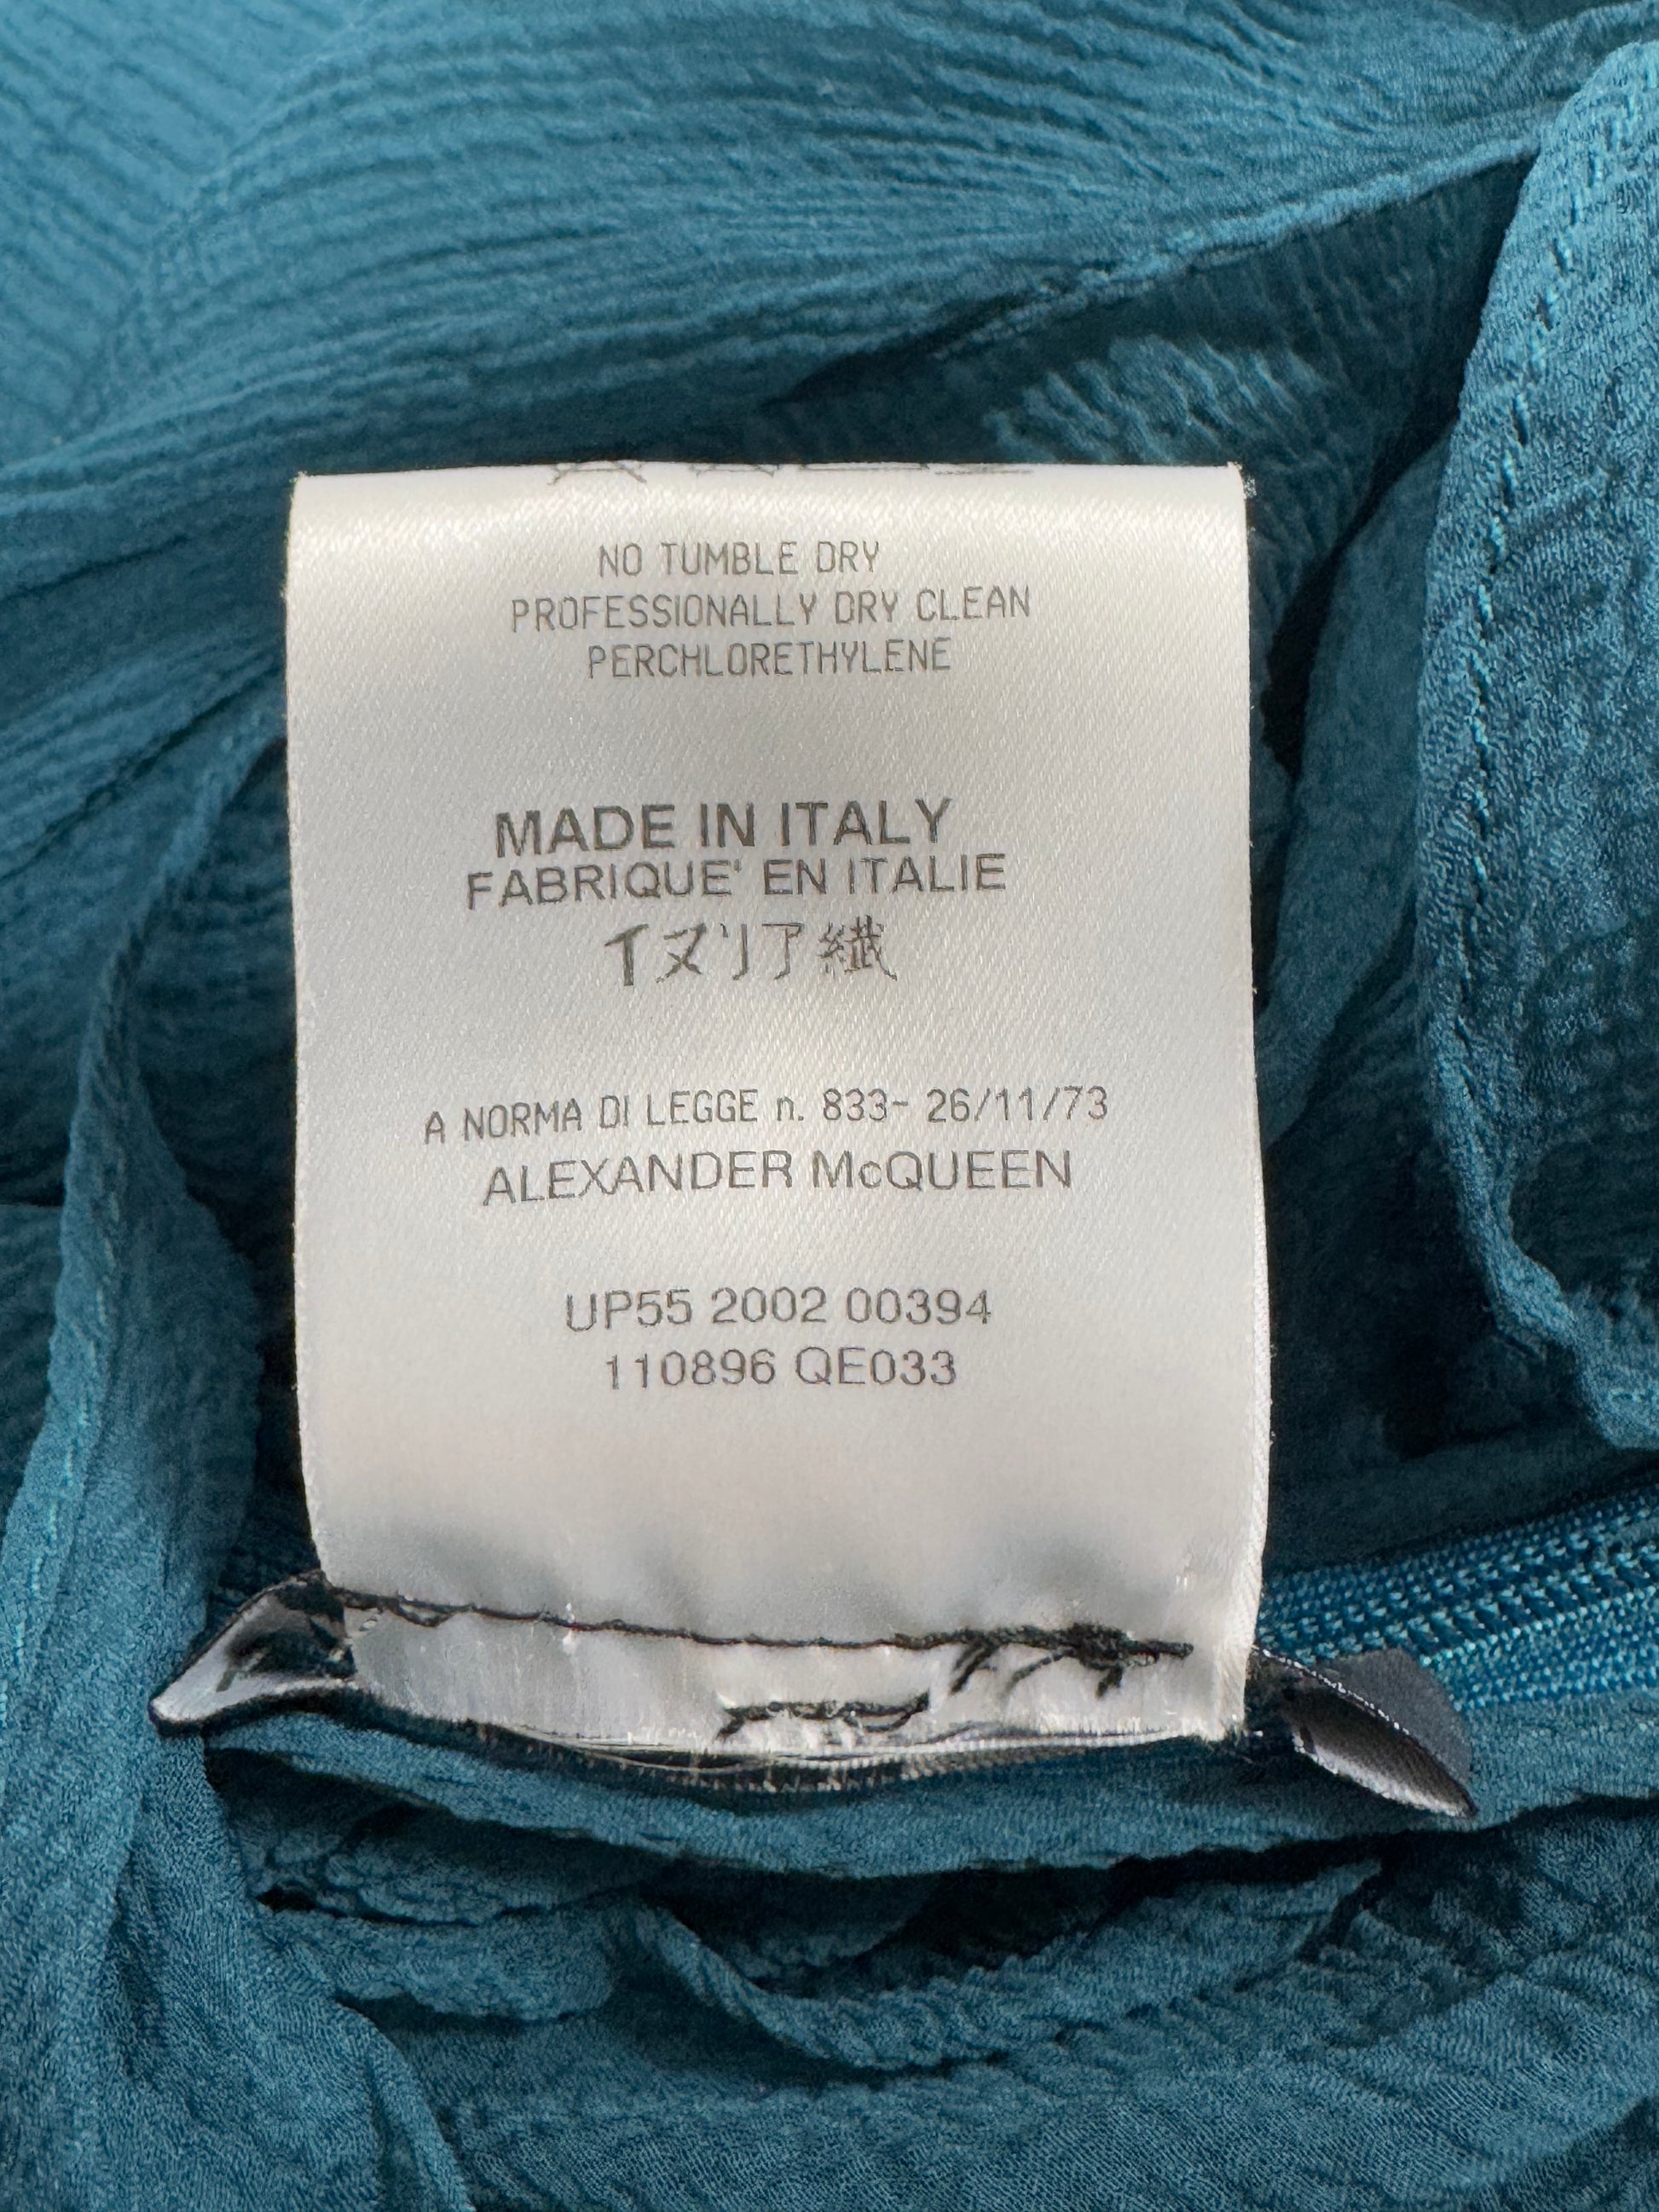 NO TUMBLE DRY
PROFESSIONALLY DRY CLEAN
PERCHLORETHYLENE
MADE IN ITALY
FABRIQUE' EN ITALIE
イヌリア繊
A NORMA DI LEGGE n. 833- 26/11/73
ALEXANDER McQUEEN
UP55 2002 00394
110896 QE033